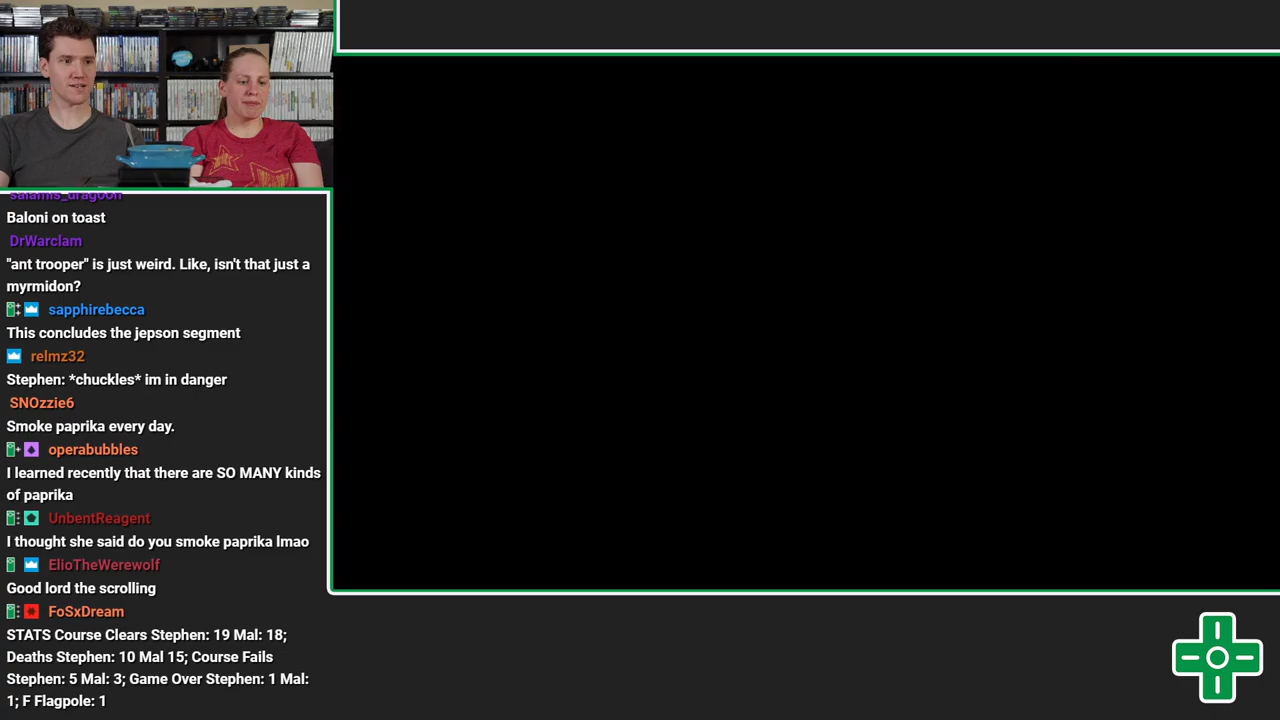 salamis_dragoon
Baloni on toast
DrWarclam
"ant trooper" is just weird. Like, isn't that just a
myrmidon?
sapphirebecca
This concludes the jepson segment
relmz32
Stephen: *chuckles* im in danger
SNOzzie6
Smoke paprika every day.
operabubbles
I learned recently that there are SO MANY kinds
of paprika
UnbentReagent
I thought she said do you smoke paprika lmao
ElioTheWerewolf
Good lord the scrolling
FoSxDream
STATS Course Clears Stephen: 19 Mal: 18;
Deaths Stephen: 10 Mal 15; Course Fails
Stephen: 5 Mal: 3; Game Over Stephen: 1 Mal:
1; F Flagpole: 1